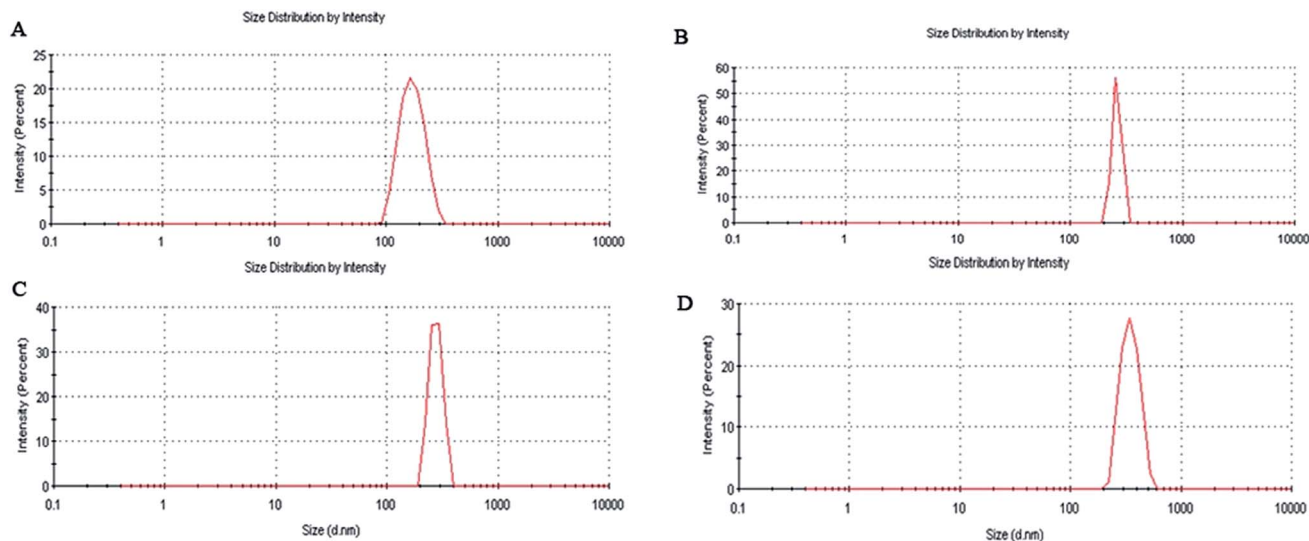 A
Size Distribution by Intensity
Intensity (Percent)
25
20
15
10
5
0
0.1 1 10 100 1000 10000
B
Size Distribution by Intensity
Intensity (Percent)
60
50
40
30
20
10
0
0.1 1 10 100 1000 10000
C
Size Distribution by Intensity
Intensity (Percent)
40
30
20
10
0
0.1 1 10 100 1000 10000
Size (d.nm)
D
Size Distribution by Intensity
Intensity (Percent)
30
20
10
0
0.1 1 10 100 1000 10000
Size (d.nm)